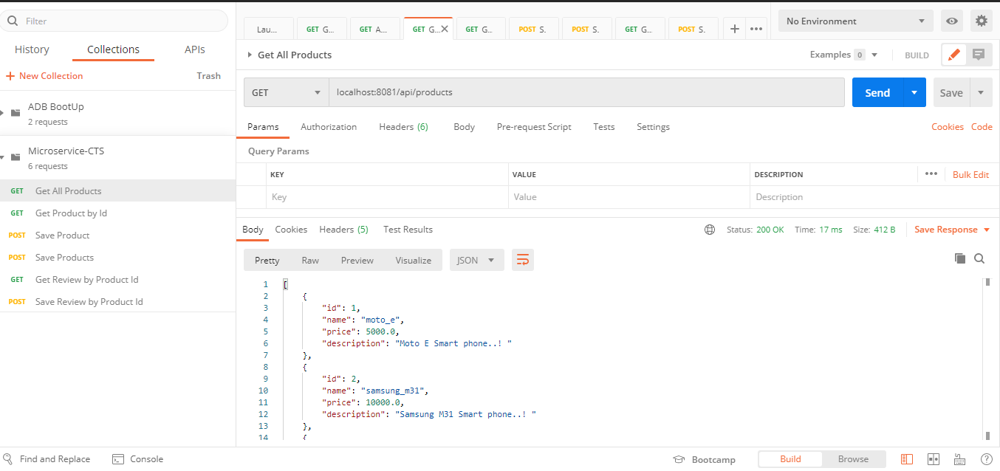 Filter
History Collections APIs
+ New Collection Trash
ADB BootUp
2 requests
Microservice-CTS
6 requests
GET Get All Products
GET Get Product by Id
POST Save Product
POST Save Products
GET Get Review by Product Id
POST Save Review by Product Id
Lau... GET G... GET A... GET G... GET G.. POST S. POST S. GET G... POST S. + •••
No Environment
Get All Products
Examples 0 BUILD
GET localhost:8081/api/products Send Save
Params Authorization Headers (6) Body Pre-request Script Tests Settings Cookies Code
Query Params
KEY VALUE DESCRIPTION ••• Bulk Edit
Key Value Description
Body Cookies Headers (5) Test Results Status: 200 OK Time: 17 ms Size: 412 B Save Response
Pretty Raw Preview Visualize JSON
1 [
2 {
3 "id": 1,
4 "name": "moto_e",
5 "price": 5000.0,
6 "description": "Moto E Smart phone..! "
7 },
8 {
9 "id": 2,
10 "name": "samsung_m31",
11 "price": 10000.0,
12 "description": "Samsung M31 Smart phone..! "
13 },
14 {
Find and Replace Console Bootcamp Build Browse ?